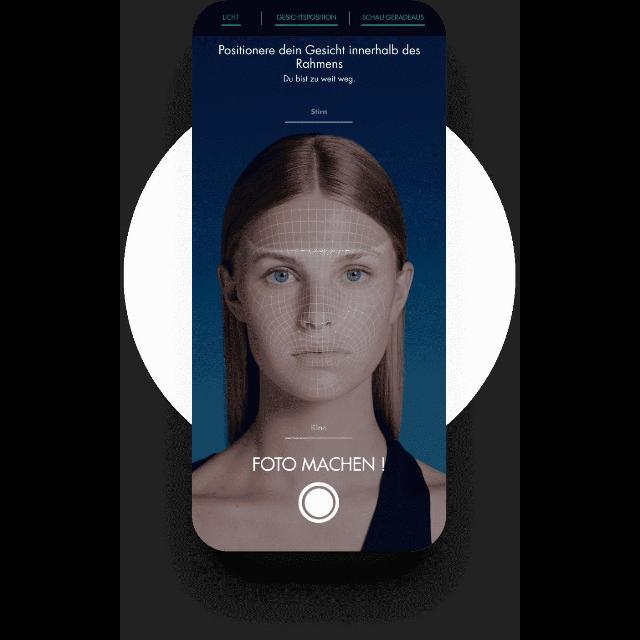 LICHT GESICHTSPOSITION SCHAU GERADEAUS
Positionere dein Gesicht innerhalb des
Rahmens
Du bist zu weit weg.
Stirn
Kinn
FOTO MACHEN !